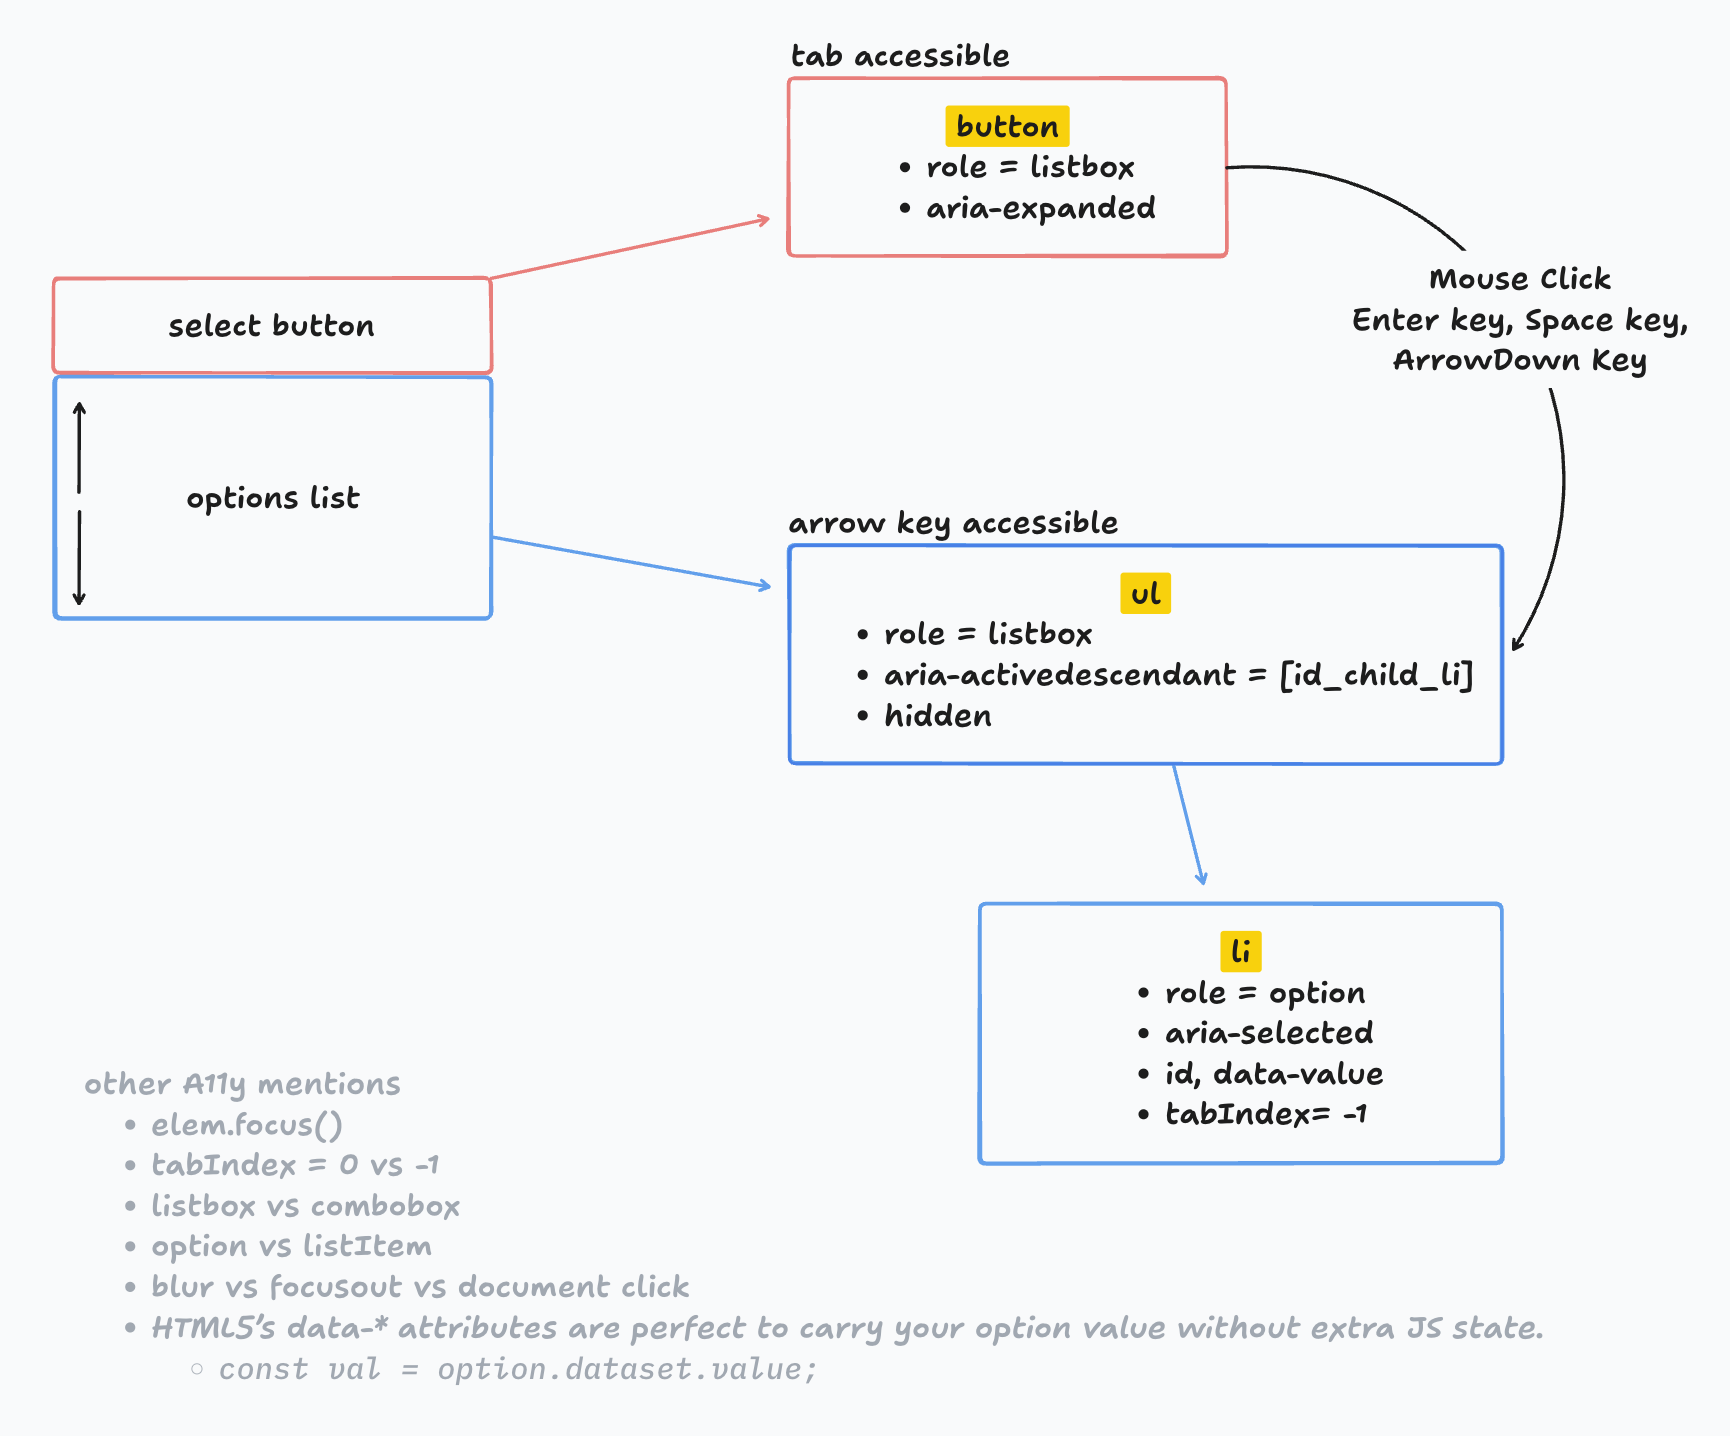 tab accessible
button
• role = listbox
• aria-expanded
Mouse Click
Enter key, Space key,
ArrowDown Key
select button
options list
arrow key accessible
ul
• role = listbox
• aria-activedescendant = [id_child_li]
• hidden
li
• role = option
• aria-selected
• id, data-value
• tabIndex= -1
other A11y mentions
• elem.focus()
• tabIndex = 0 vs -1
• listbox vs combobox
• option vs listItem
• blur vs focusout vs document click
• HTML5’s data-* attributes are perfect to carry your option value without extra JS state.
○ const val = option.dataset.value;